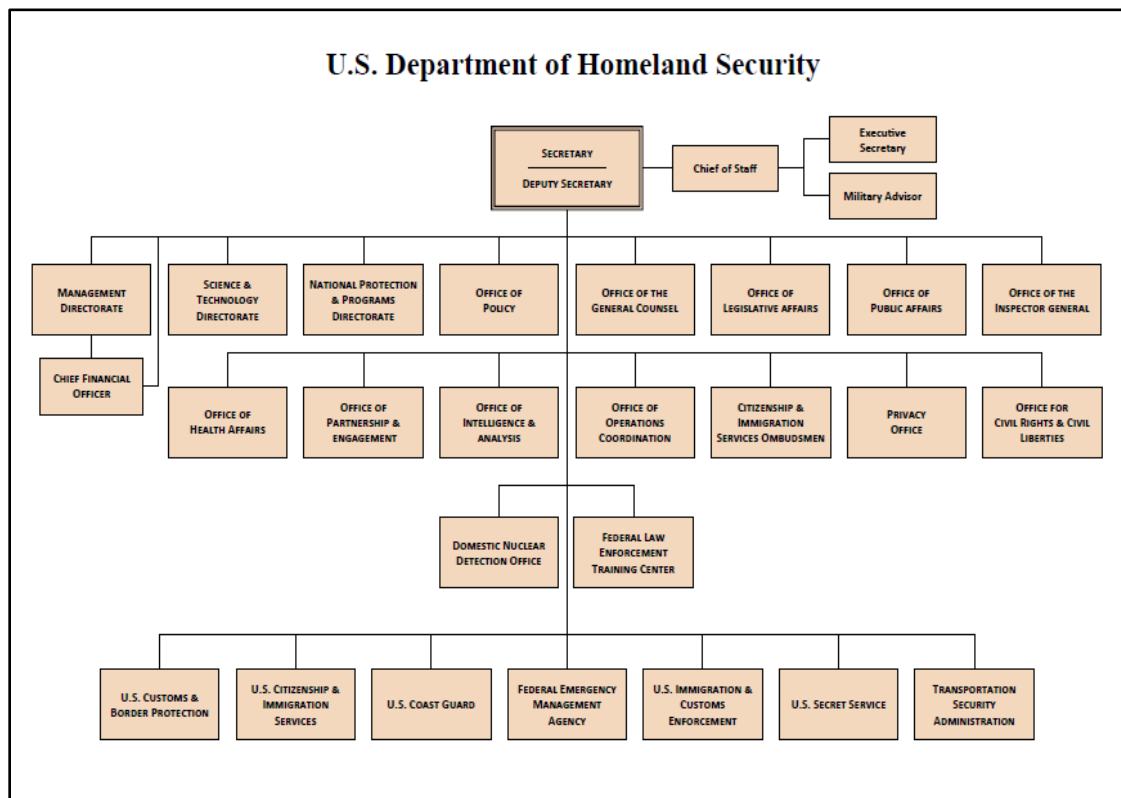 U.S. Department of Homeland Security
SECRETARY
DEPUTY SECRETARY
Chief of Staff
Executive
Secretary
Military Advisor
MANAGEMENT
DIRECTORATE
SCIENCE &
TECHNOLOGY
DIRECTORATE
NATIONAL PROTECTION
& PROGRAMS
DIRECTORATE
OFFICE OF
POLICY
OFFICE OF THE
GENERAL COUNSEL
OFFICE OF
LEGISLATIVE AFFAIRS
OFFICE OF
PUBLIC AFFAIRS
OFFICE OF THE
INSPECTOR GENERAL
CHIEF FINANCIAL
OFFICER
OFFICE OF
HEALTH AFFAIRS
OFFICE OF
PARTNERSHIP &
ENGAGEMENT
OFFICE OF
INTELLIGENCE &
ANALYSIS
OFFICE OF
OPERATIONS
COORDINATION
CITIZENSHIP &
IMMIGRATION
SERVICES OMBUDSMEN
PRIVACY
OFFICE
OFFICE FOR
CIVIL RIGHTS & CIVIL
LIBERTIES
DOMESTIC NUCLEAR
DETECTION OFFICE
FEDERAL LAW
ENFORCEMENT
TRAINING CENTER
U.S. CUSTOMS &
BORDER PROTECTION
U.S. CITIZENSHIP &
IMMIGRATION
SERVICES
U.S. COAST GUARD
FEDERAL EMERGENCY
MANAGEMENT
AGENCY
U.S. IMMIGRATION &
CUSTOMS
ENFORCEMENT
U.S. SECRET SERVICE
TRANSPORTATION
SECURITY
ADMINISTRATION